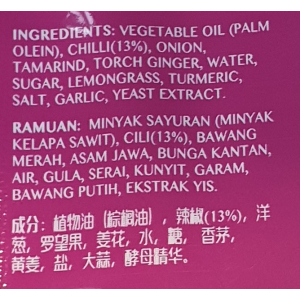 INGREDIENTS: VEGETABLE OIL (PALM
OLEIN), CHILLI(13%), ONION,
TAMARIND, TORCH GINGER, WATER,
SUGAR, LEMONGRASS, TURMERIC,
SALT, GARLIC, YEAST EXTRACT.
RAMUAN: MINYAK SAYURAN (MINYAK
KELAPA SAWIT), CILI(13%), BAWANG
MERAH, ASAM JAWA, BUNGA KANTAN,
AIR, GULA, SERAI, KUNYIT, GARAM,
BAWANG PUTIH, EKSTRAK YIS.
成分: 植物油 (棕榈油) , 辣椒(13%), 洋
葱, 罗望果, 姜花, 水, 糖, 香茅,
黄姜, 盐, 大蒜, 酵母精华。